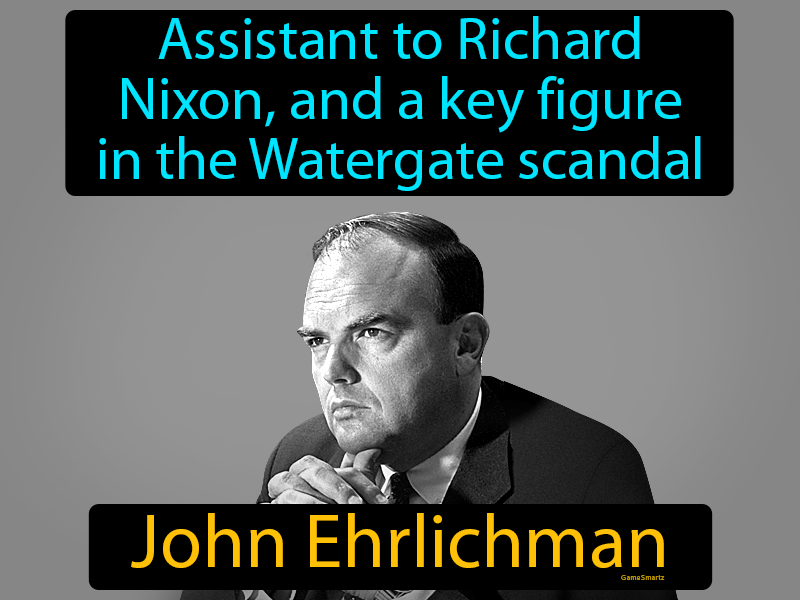 Assistant to Richard
Nixon, and a key figure
in the Watergate scandal
John Ehrlichman
GameSmartz